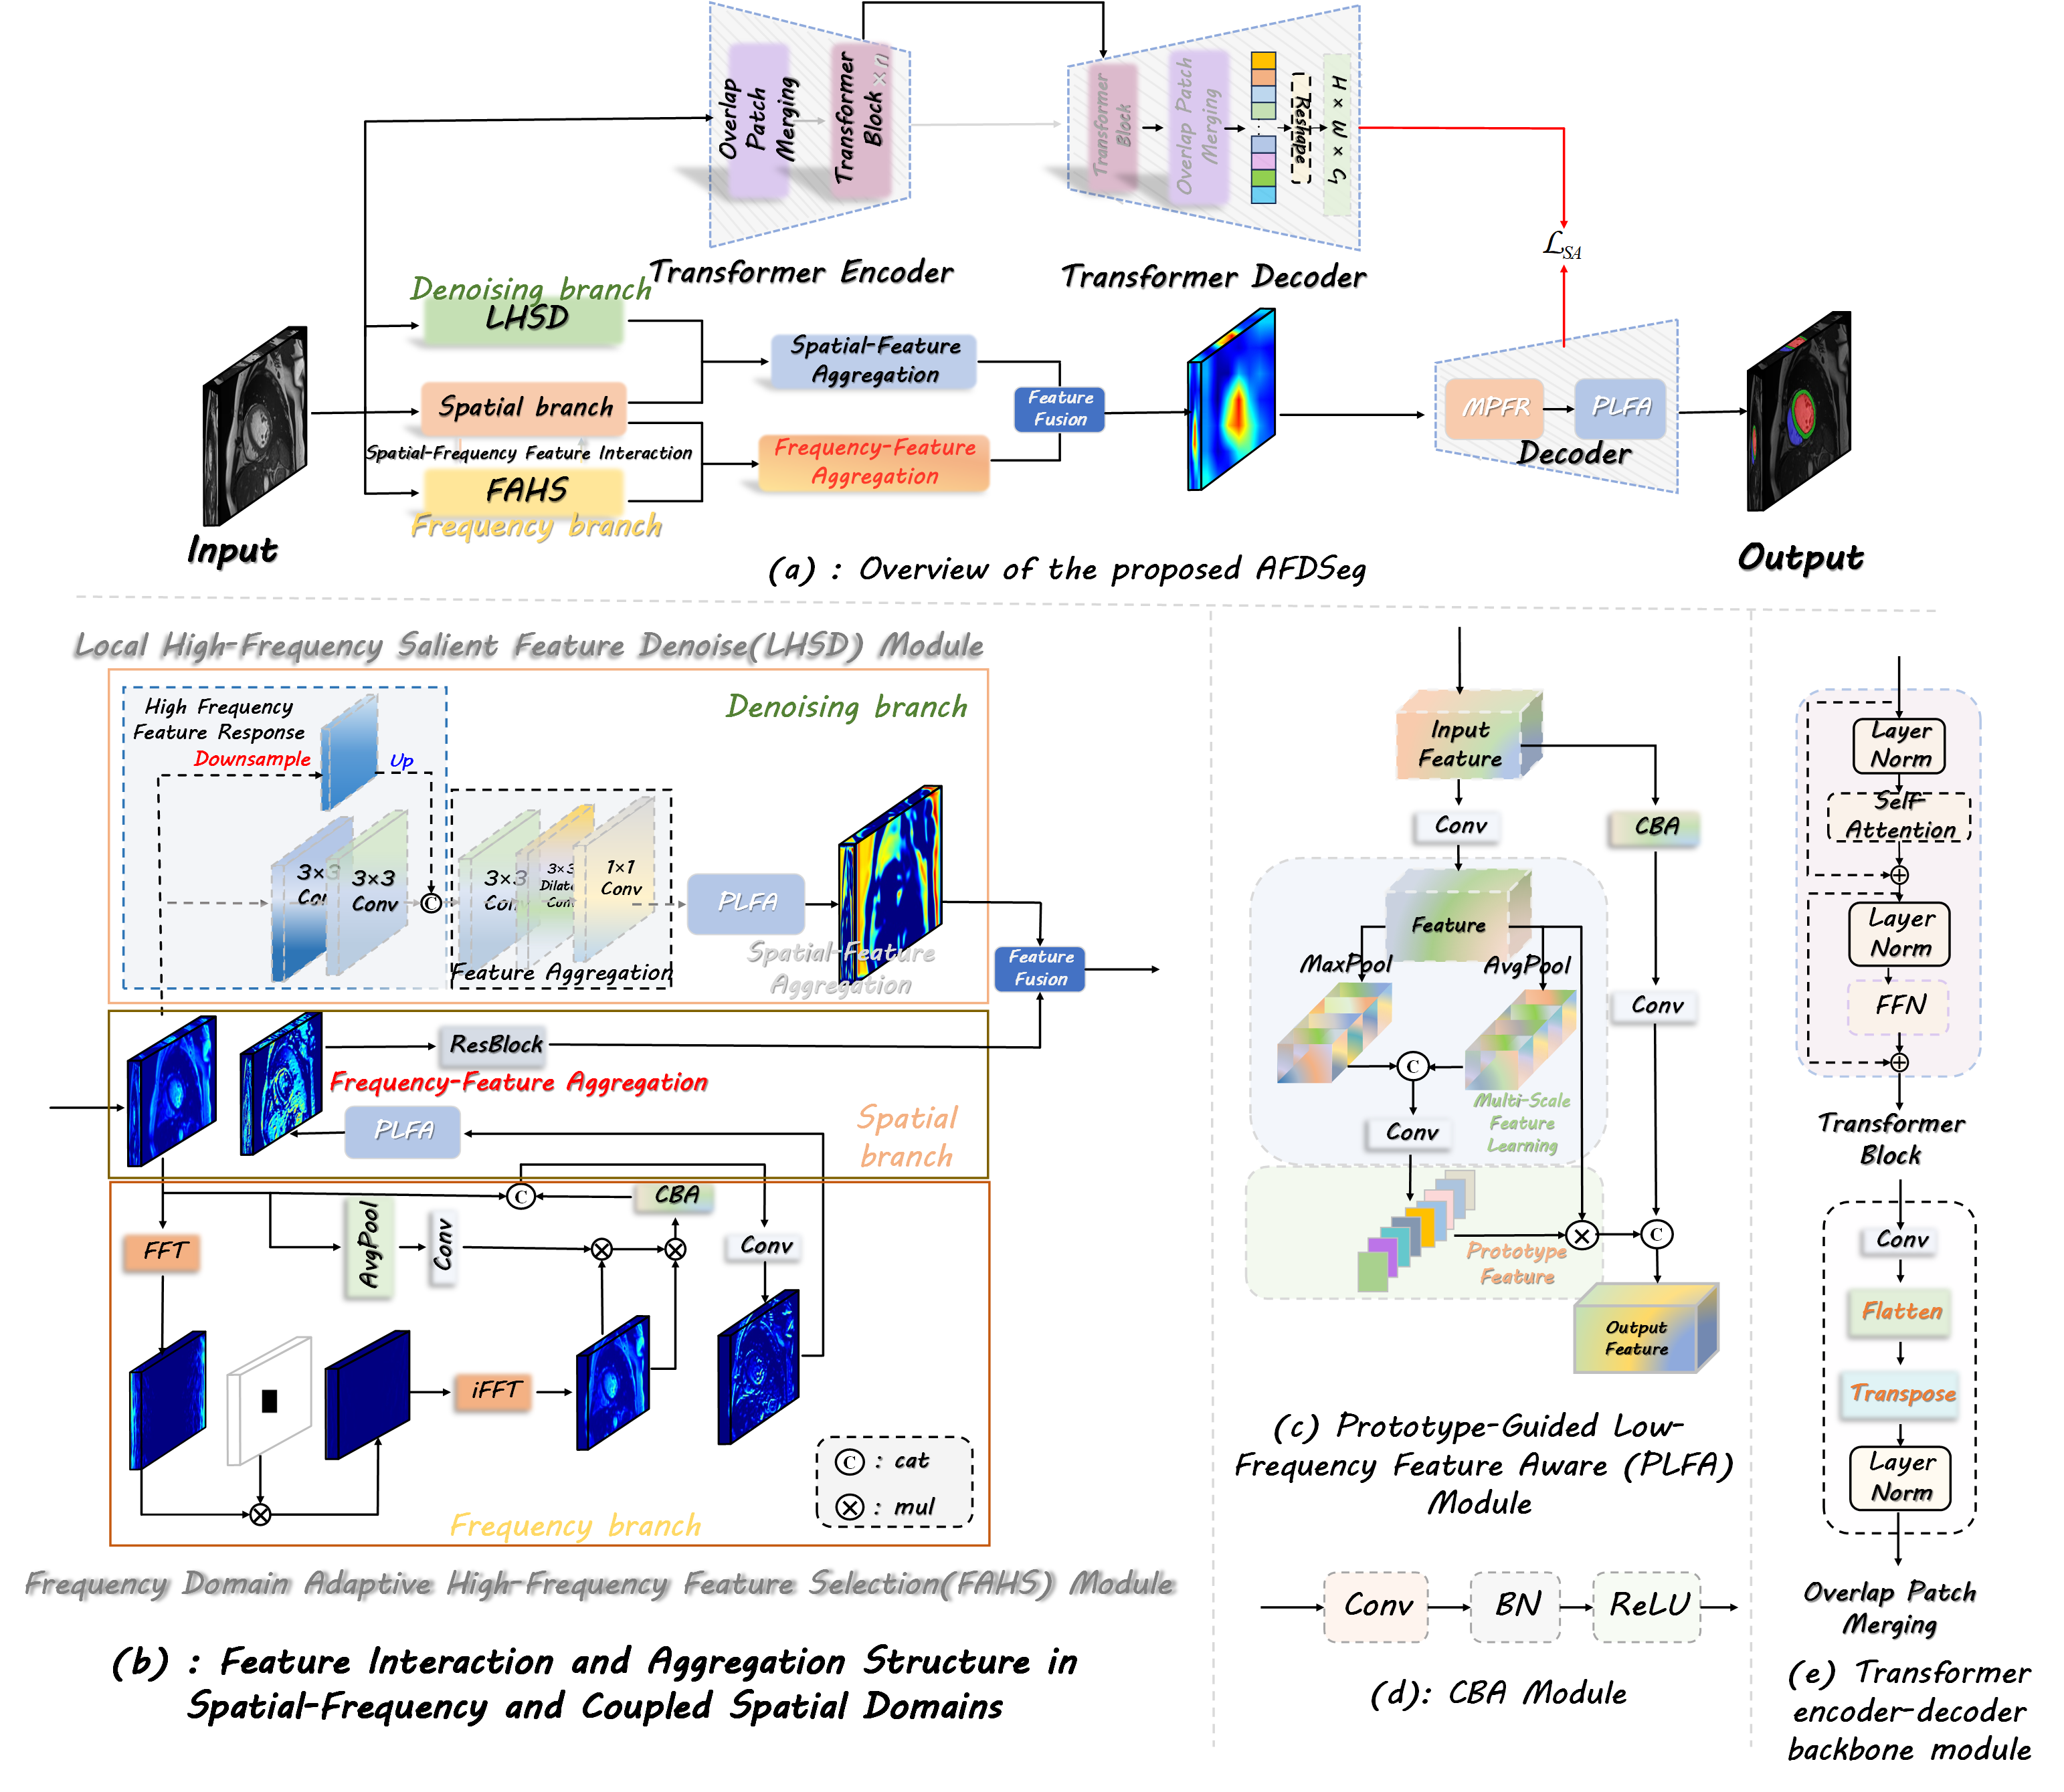 Overlap
Patch
Merging
Transformer
Block × n
Transformer
Block
Overlap Patch
Merging
Reshape
H × W × C₁
Transformer Encoder
Transformer Decoder
ℒSA
Denoising branch
LHSD
Spatial branch
Spatial-Frequency Feature Interaction
FAHS
Frequency branch
Spatial-Feature
Aggregation
Frequency-Feature
Aggregation
Feature
Fusion
MPFR
PLFA
Decoder
Input
Output
(a) : Overview of the proposed AFDSeg
Local High-Frequency Salient Feature Denoise(LHSD) Module
High Frequency
Feature Response
Downsample
Up
Denoising branch
3×3
Conv
3×3
Conv
C
3×3
Conv
3×3
Dilate
Conv
1×1
Conv
Feature Aggregation
PLFA
Spatial-Feature
Aggregation
Feature
Fusion
ResBlock
Frequency-Feature Aggregation
PLFA
Spatial
branch
C
CBA
FFT
AvgPool
Conv
Conv
iFFT
C : cat
: mul
Frequency branch
Frequency Domain Adaptive High-Frequency Feature Selection(FAHS) Module
(b) : Feature Interaction and Aggregation Structure in
Spatial-Frequency and Coupled Spatial Domains
Input
Feature
Conv
CBA
Feature
MaxPool
AvgPool
C
Conv
Multi-Scale
Feature
Learning
Conv
Prototype
Feature
C
Output
Feature
(c) Prototype-Guided Low-
Frequency Feature Aware (PLFA)
Module
Conv
BN
ReLU
(d): CBA Module
Layer
Norm
Self-
Attention
Layer
Norm
FFN
Transformer
Block
Conv
Flatten
Transpose
Layer
Norm
Overlap Patch
Merging
(e) Transformer
encoder-decoder
backbone module